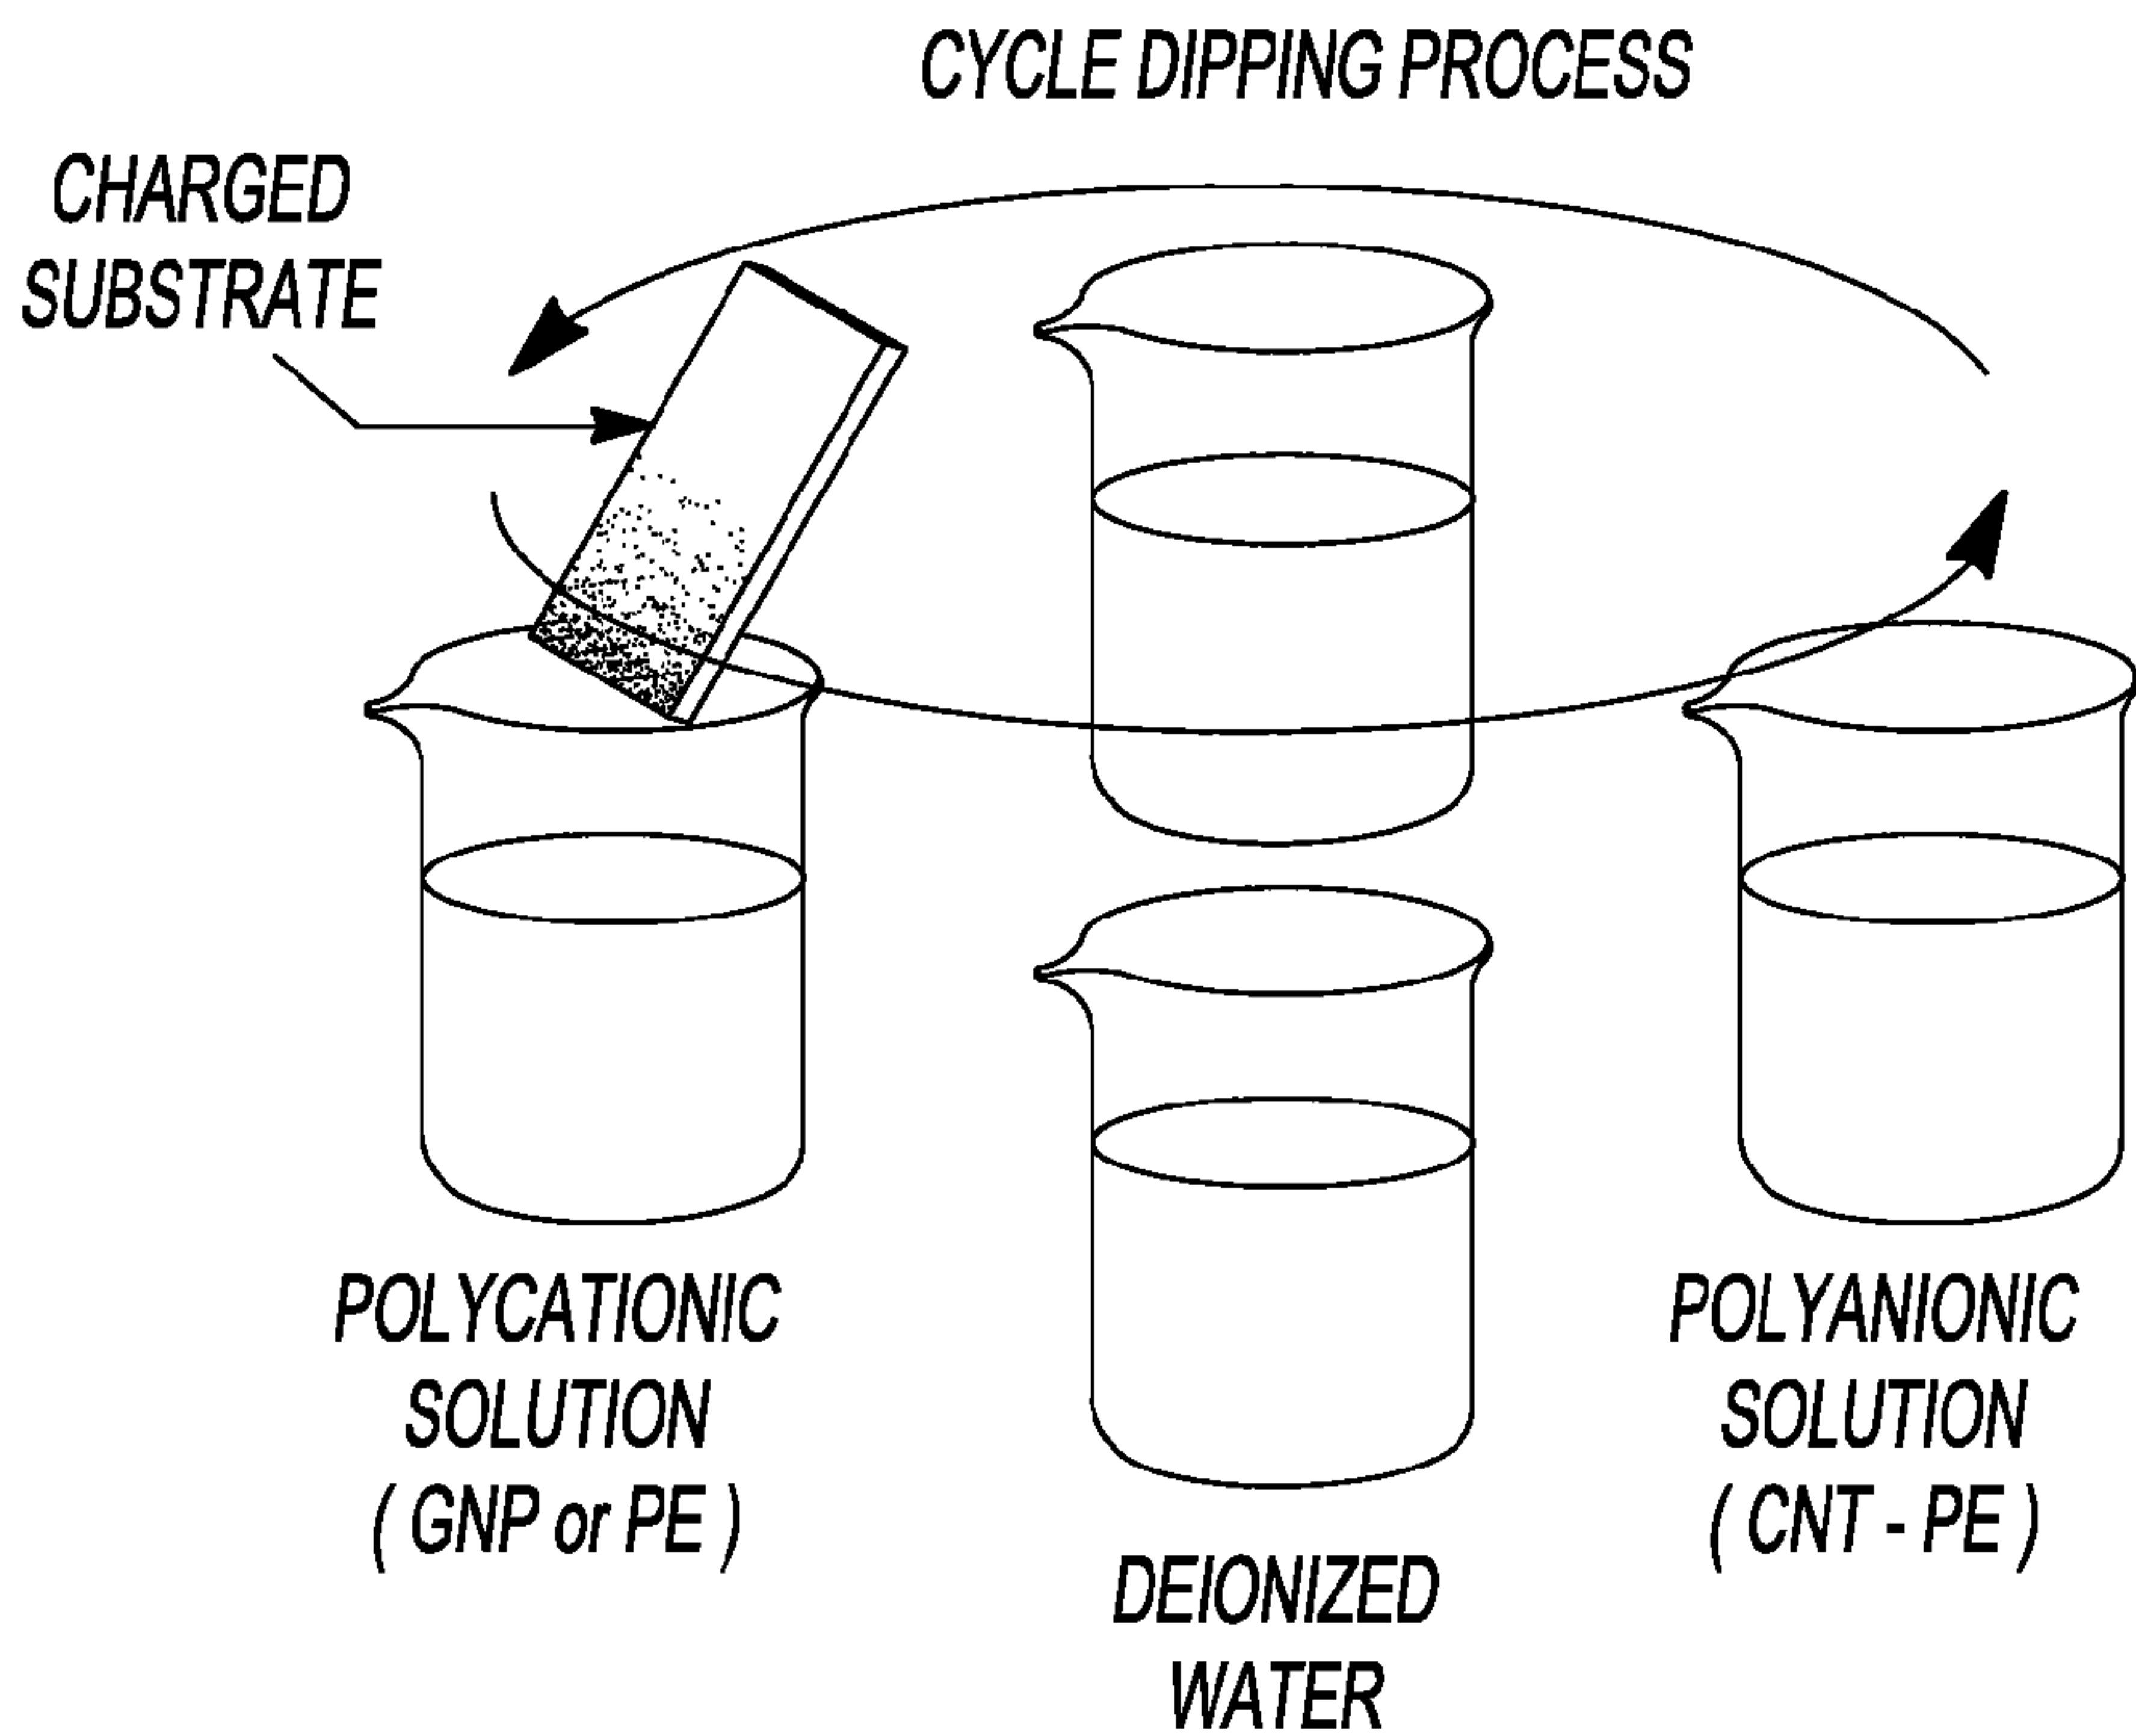 CYCLE DIPPING PROCESS
CHARGED
SUBSTRATE
POLYCATIONIC
SOLUTION
( GNP or PE )
DEIONIZED
WATER
POLYANIONIC
SOLUTION
( CNT - PE )